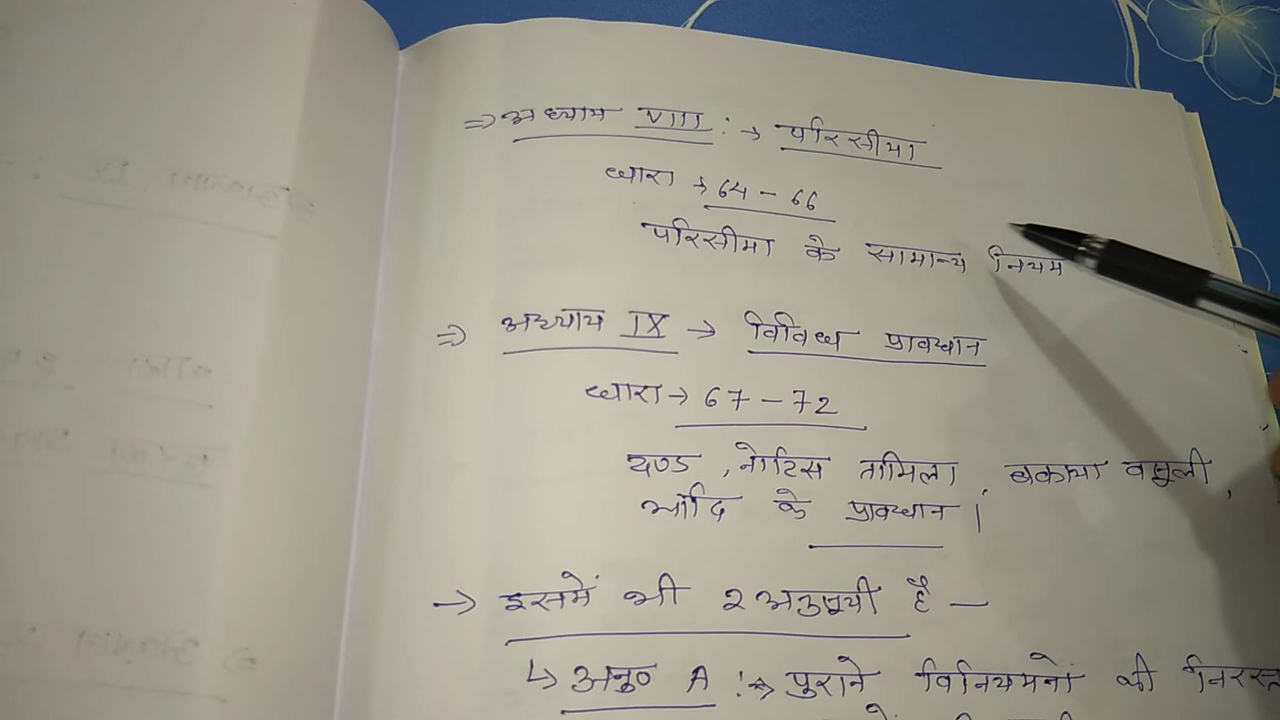 ⇒ अध्याय VIII :→ परिसीमा
धारा → 64 - 66
परिसीमा के सामान्य नियम
⇒ अध्याय IX → विविध प्रावधान
धारा → 67 - 72
दण्ड, नोटिस तामिला, बकाया वसूली,
आदि के प्रावधान।
→ इसमें भी 2 अनुसूची है —
↳ अनु० A :→ पुराने विनियमनों की निरस्त